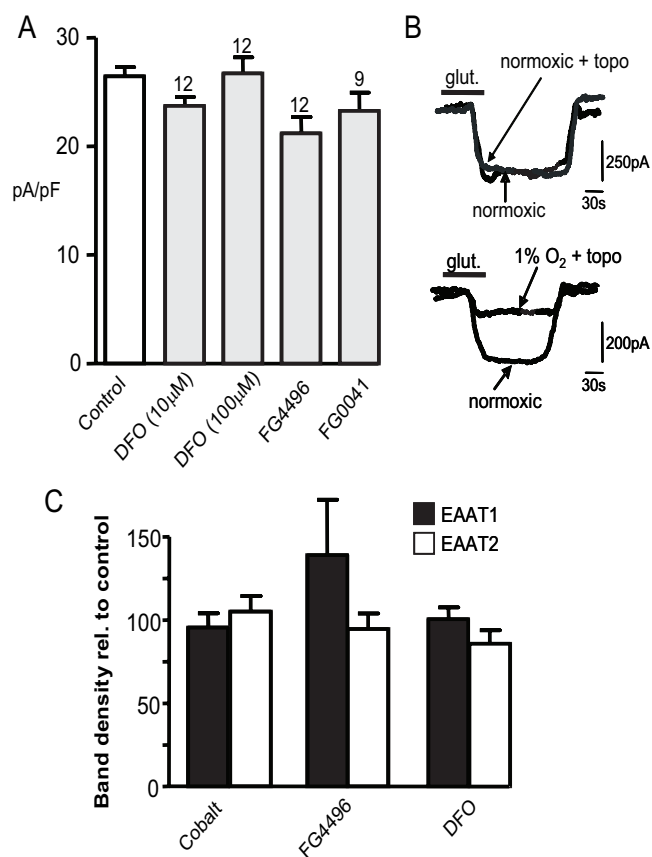 A
30
20
10
0
pA/pF
12
12
12
9
Control
DFO (10µM)
DFO (100µM)
FG4496
FG0041
B
glut.
normoxic + topo
250pA
30s
normoxic
glut.
1% O₂ + topo
200pA
30s
normoxic
C
Band density rel. to control
150
100
50
0
EAAT1
EAAT2
Cobalt
FG4496
DFO